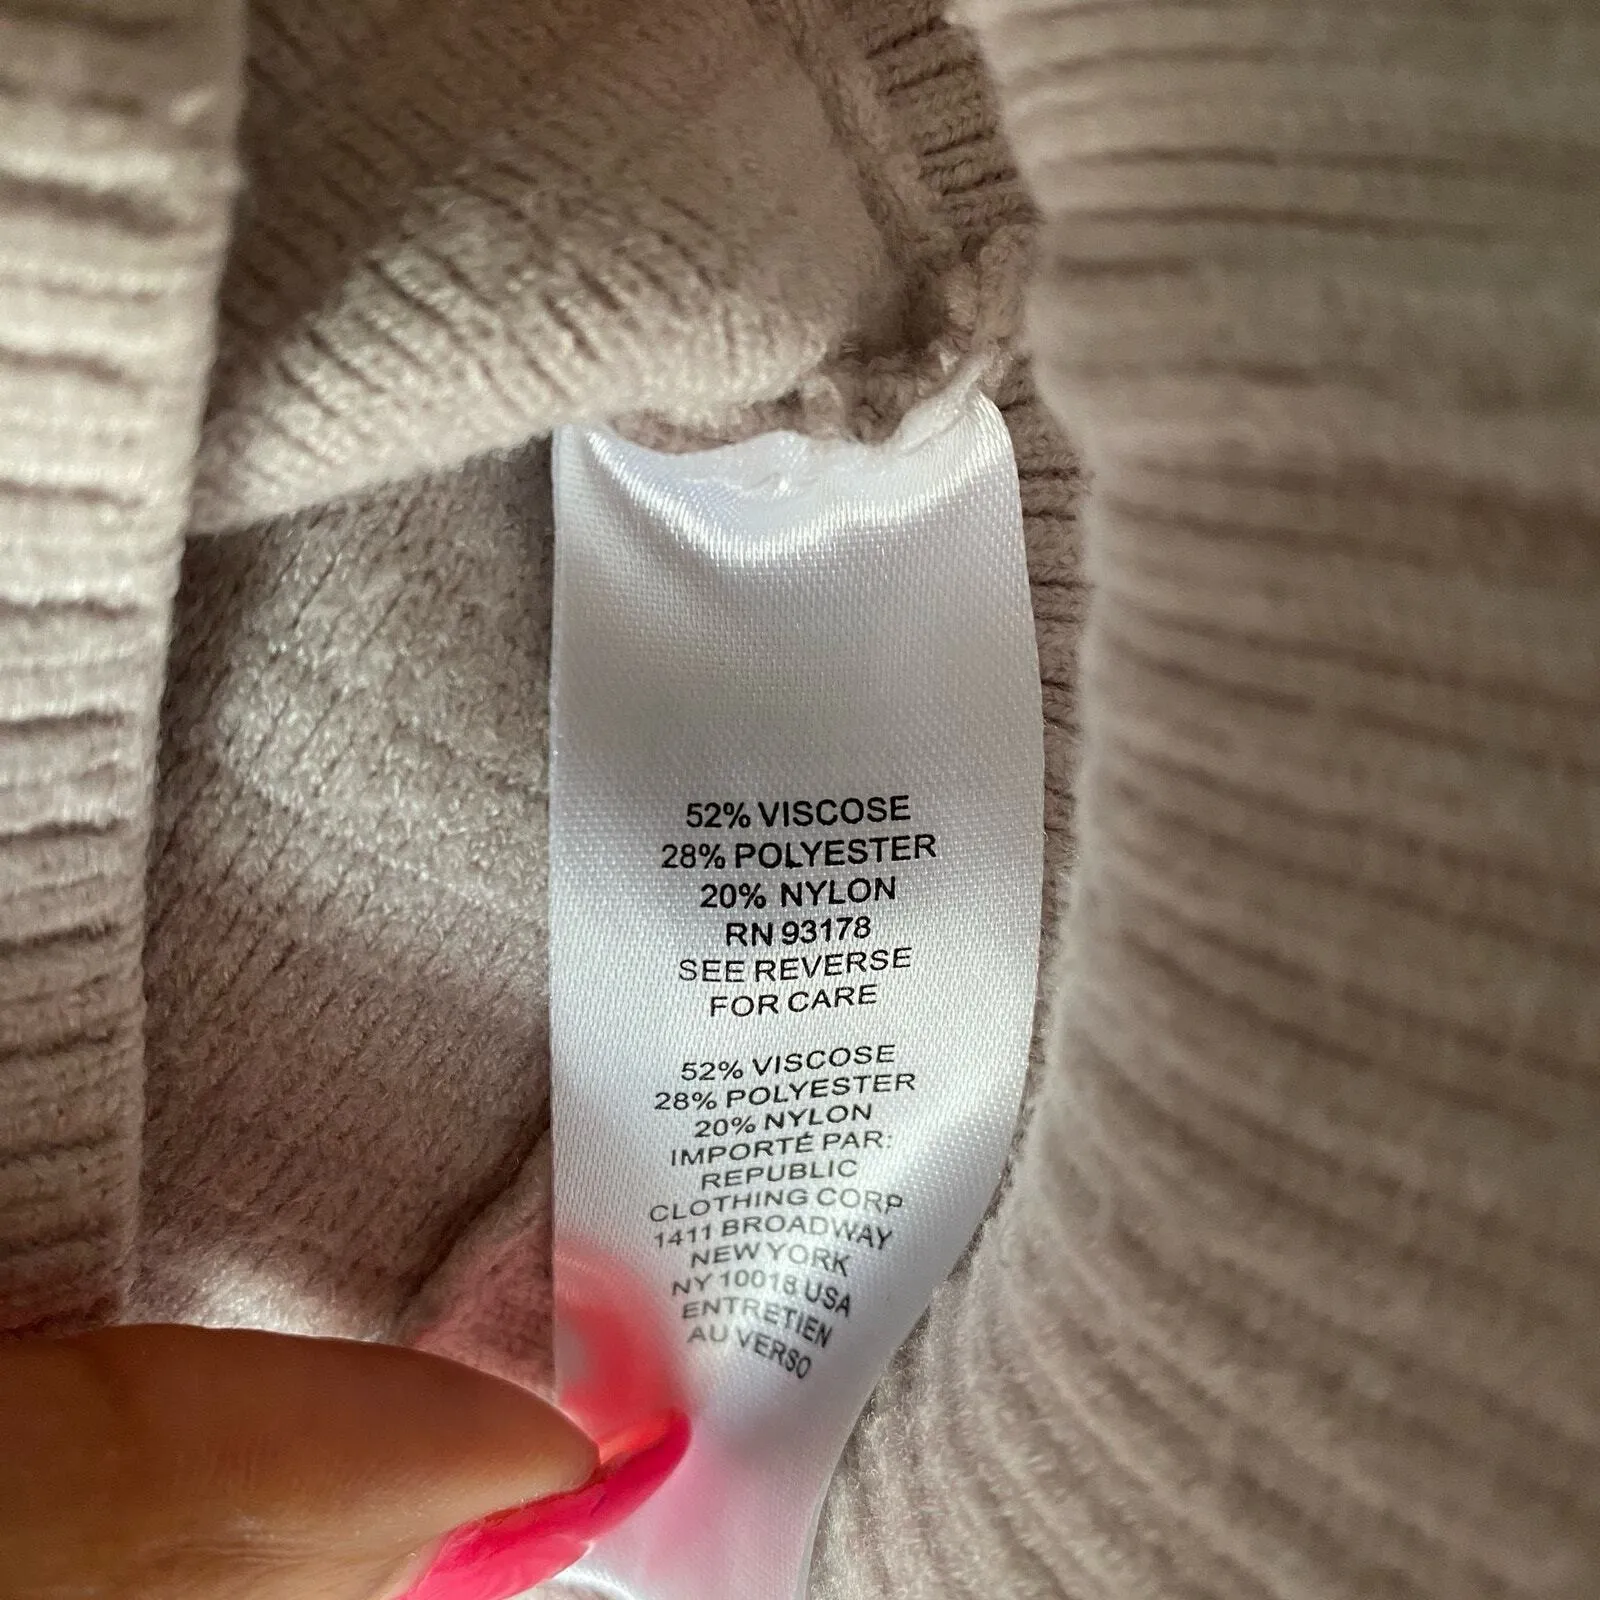 52% VISCOSE
28% POLYESTER
20% NYLON
RN 93178
SEE REVERSE
FOR CARE
52% VISCOSE
28% POLYESTER
20% NYLON
IMPORTÉ PAR:
REPUBLIC
CLOTHING CORP
1411 BROADWAY
NEW YORK
NY 10018 USA
ENTRETIEN
AU VERSO